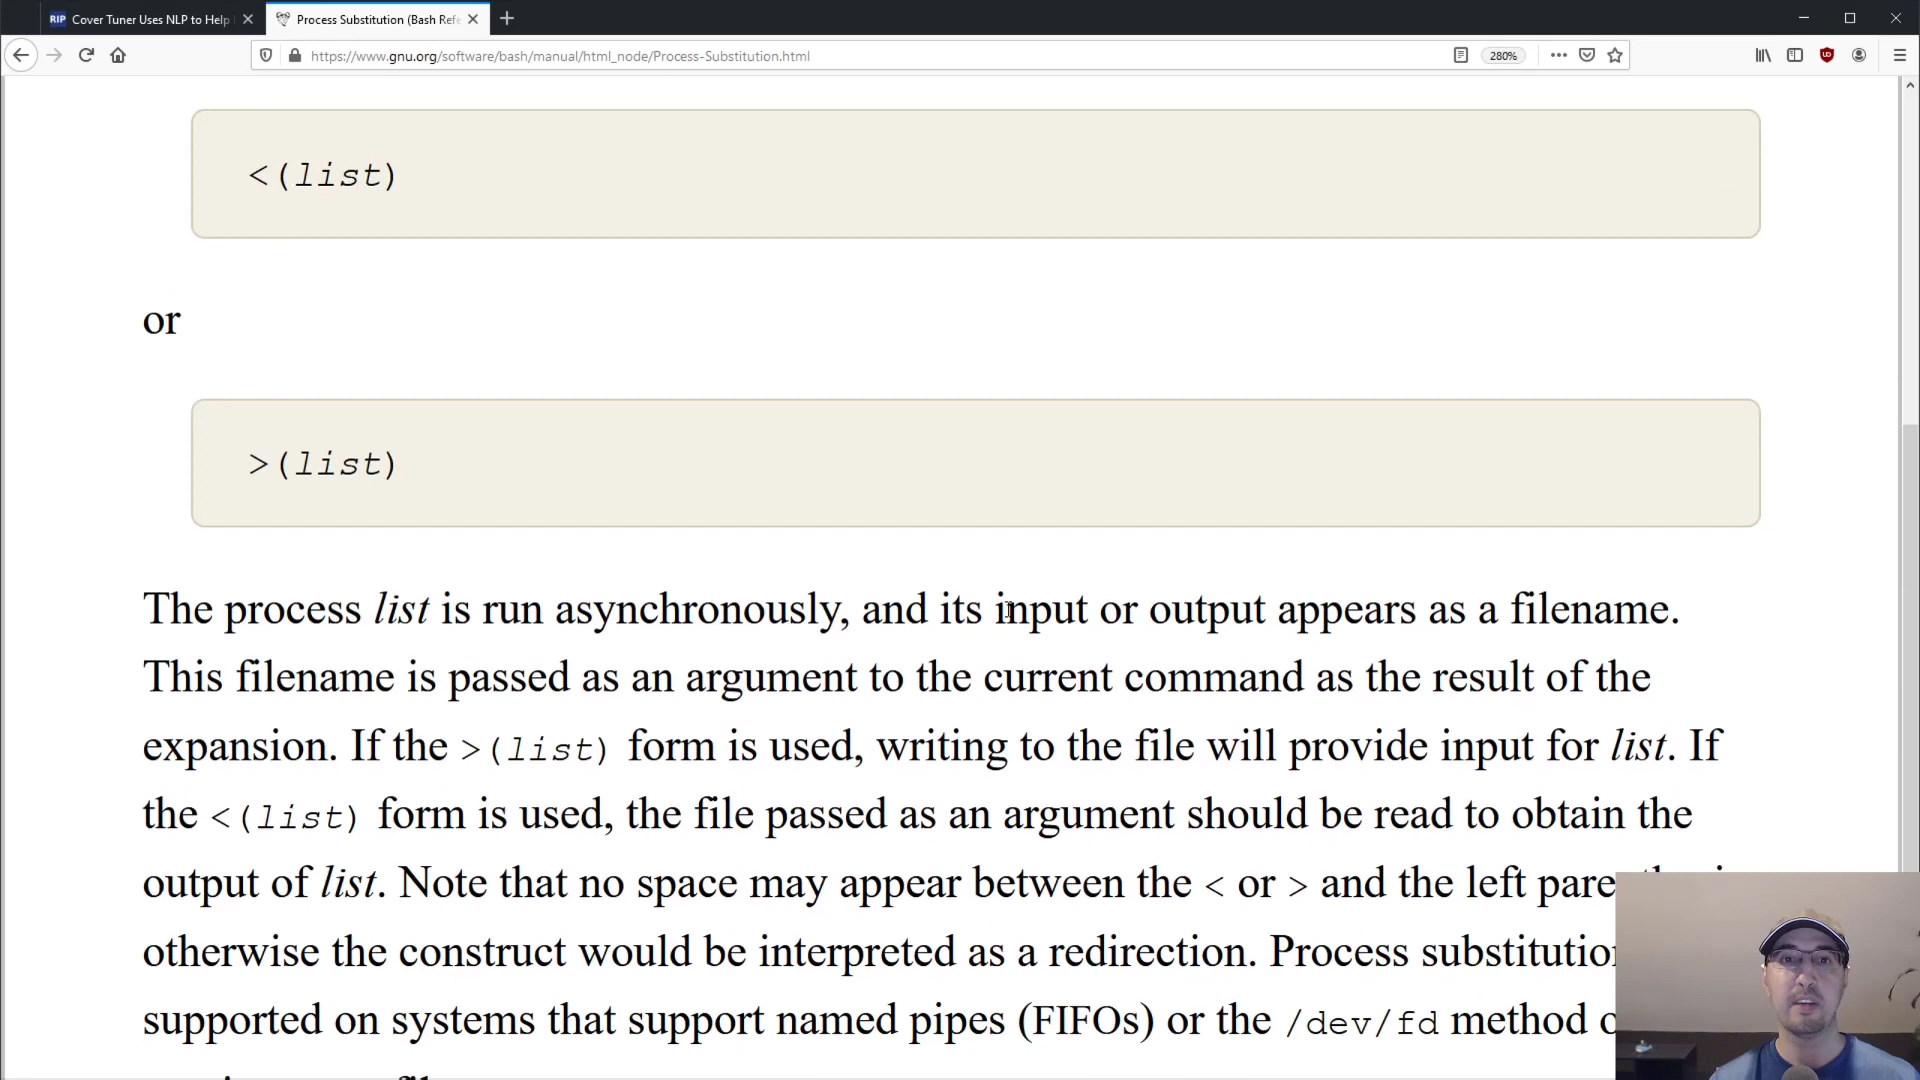 RIP Cover Tuner Uses NLP to Help
Process Substitution (Bash Refe
https://www.gnu.org/software/bash/manual/html_node/Process-Substitution.html
280%
<(list)
or
>(list)
The process list is run asynchronously, and its input or output appears as a filename.
This filename is passed as an argument to the current command as the result of the
expansion. If the >(list) form is used, writing to the file will provide input for list. If
the <(list) form is used, the file passed as an argument should be read to obtain the
output of list. Note that no space may appear between the < or > and the left
otherwise the construct would be interpreted as a redirection. Process
supported on systems that support named pipes (FIFOs) or the /dev/fd method